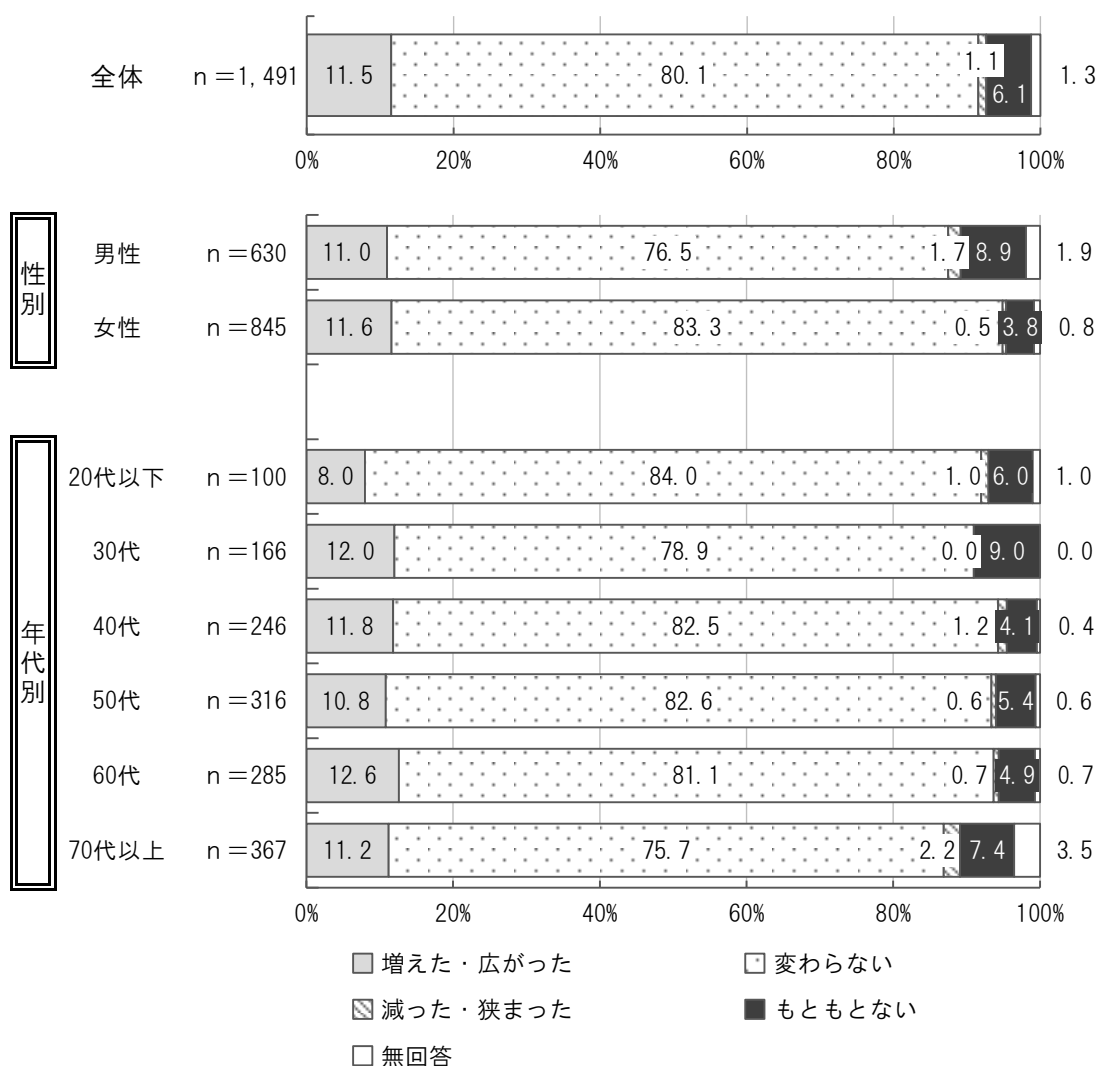 全体 n＝1,491 11.5 80.1 1.1 6.1 1.3
0% 20% 40% 60% 80% 100%
性別
男性 n＝630 11.0 76.5 1.7 8.9 1.9
女性 n＝845 11.6 83.3 0.5 3.8 0.8
年代別
20代以下 n＝100 8.0 84.0 1.0 6.0 1.0
30代 n＝166 12.0 78.9 0.0 9.0 0.0
40代 n＝246 11.8 82.5 1.2 4.1 0.4
50代 n＝316 10.8 82.6 0.6 5.4 0.6
60代 n＝285 12.6 81.1 0.7 4.9 0.7
70代以上 n＝367 11.2 75.7 2.2 7.4 3.5
0% 20% 40% 60% 80% 100%
増えた・広がった 変わらない
減った・狭まった もともとない
無回答